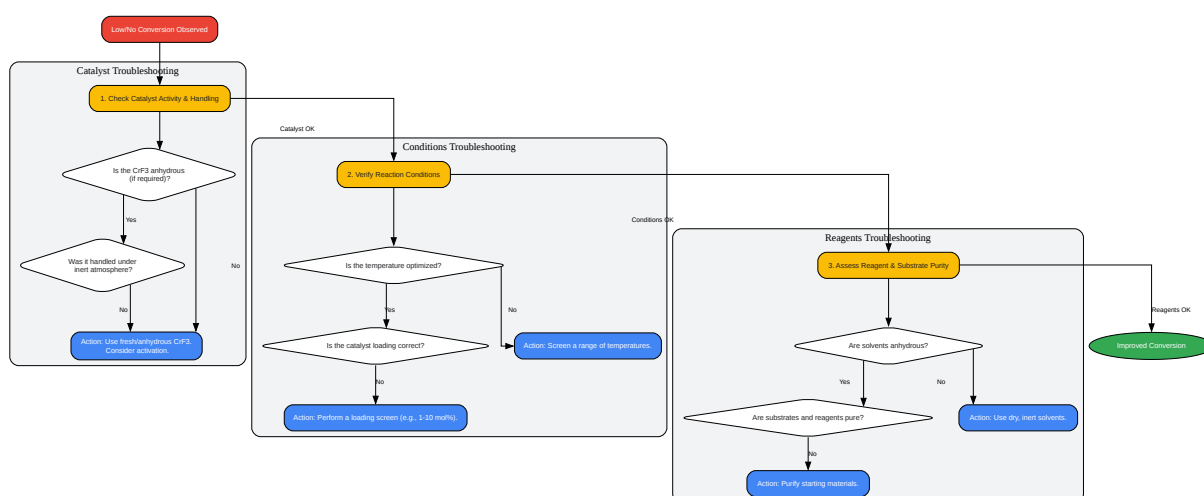 Low/No Conversion Observed
Catalyst Troubleshooting
1. Check Catalyst Activity & Handling
Catalyst OK
Is the CrF3 anhydrous
(if required)?
Yes
No
Was it handled under
inert atmosphere?
No
Action: Use fresh/anhydrous CrF3.
Consider activation.
Conditions Troubleshooting
2. Verify Reaction Conditions
Conditions OK
Is the temperature optimized?
Yes
No
Is the catalyst loading correct?
Action: Screen a range of temperatures.
No
Action: Perform a loading screen (e.g., 1-10 mol%).
Reagents Troubleshooting
3. Assess Reagent & Substrate Purity
Reagents OK
Are solvents anhydrous?
Improved Conversion
Yes
No
Are substrates and reagents pure?
Action: Use dry, inert solvents.
No
Action: Purify starting materials.